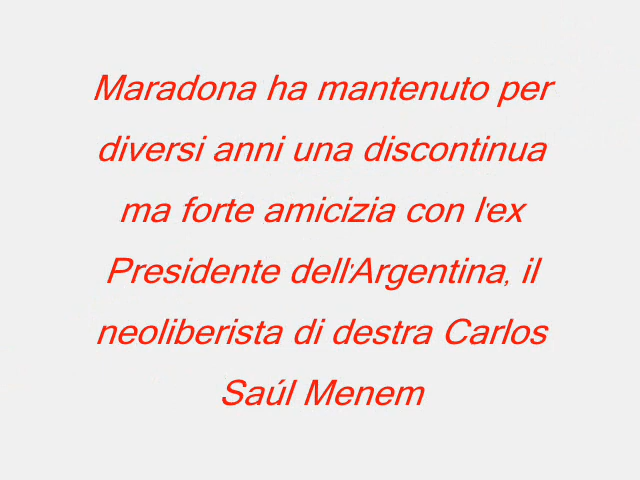 Maradona ha mantenuto per
diversi anni una discontinua
ma forte amicizia con l'ex
Presidente dell'Argentina, il
neoliberista di destra Carlos
Saúl Menem